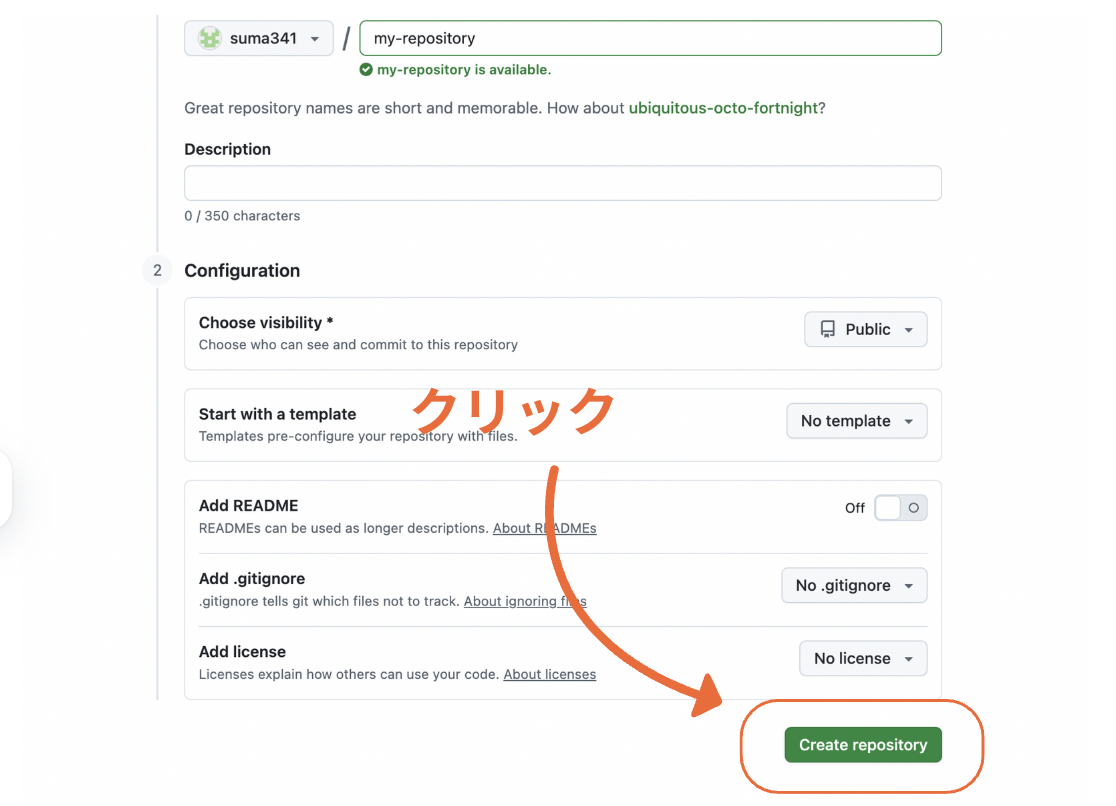 suma341 / my-repository
my-repository is available.
Great repository names are short and memorable. How about ubiquitous-octo-fortnight?
Description
0 / 350 characters
2 Configuration
Choose visibility *
Choose who can see and commit to this repository
Public
クリック
Start with a template
Templates pre-configure your repository with files.
No template
Add README
READMEs can be used as longer descriptions. About READMEs
Off
Add .gitignore
.gitignore tells git which files not to track. About ignoring files
No .gitignore
Add license
Licenses explain how others can use your code. About licenses
No license
Create repository